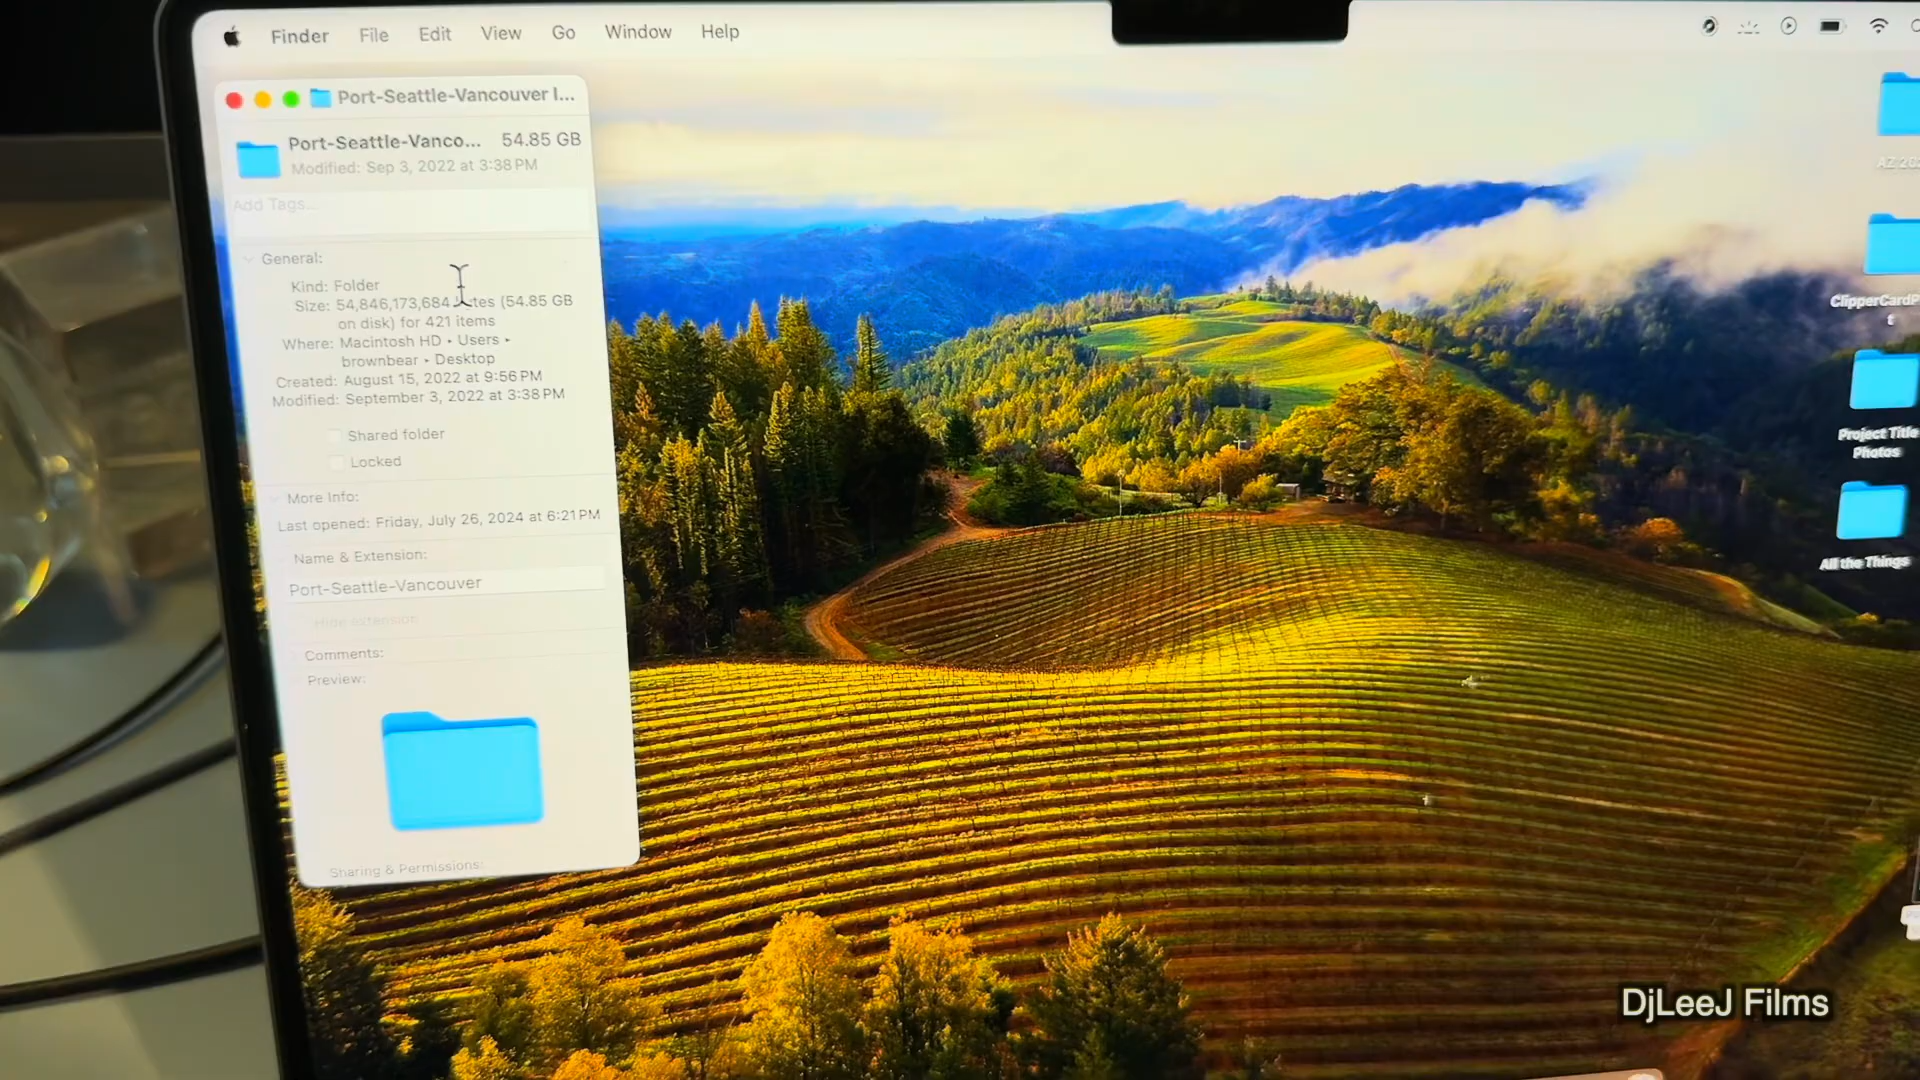 Finder File Edit View Go Window Help
Port-Seattle-Vancouver I...
Port-Seattle-Vanco... 54.85 GB
Modified: Sep 3, 2022 at 3:38 PM
Add Tags...
General:
Kind: Folder
Size: 54,846,173,684 (54.85 GB
on disk) for 421 items
Where: Macintosh HD • Users •
brownbear • Desktop
Created: August 15, 2022 at 9:56 PM
Modified: September 3, 2022 at 3:38 PM
Shared folder
Locked
More Info:
Last opened: Friday, July 26, 2024 at 6:21 PM
Name & Extension:
Port-Seattle-Vancouver
Hide extension
Comments:
Preview:
Sharing & Permissions:
ClipperCardP
Project Title
Photos
All the Things
DjLeeJ Films